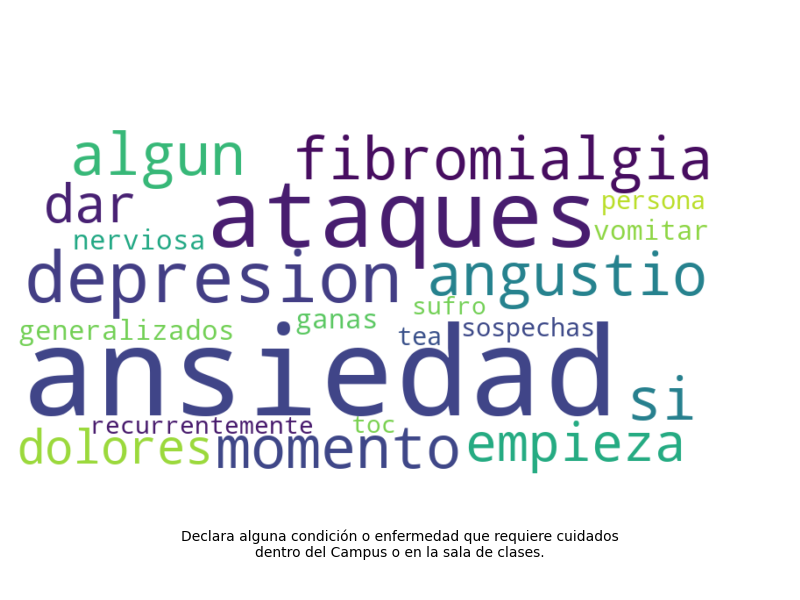 algun fibromialgia
dar ataques persona
nerviosa vomitar
depresion angustio
generalizados ganas sufro
tea sospechas
ansiedad si
recurrentemente toc
dolores momento empieza
Declara alguna condición o enfermedad que requiere cuidados
dentro del Campus o en la sala de clases.